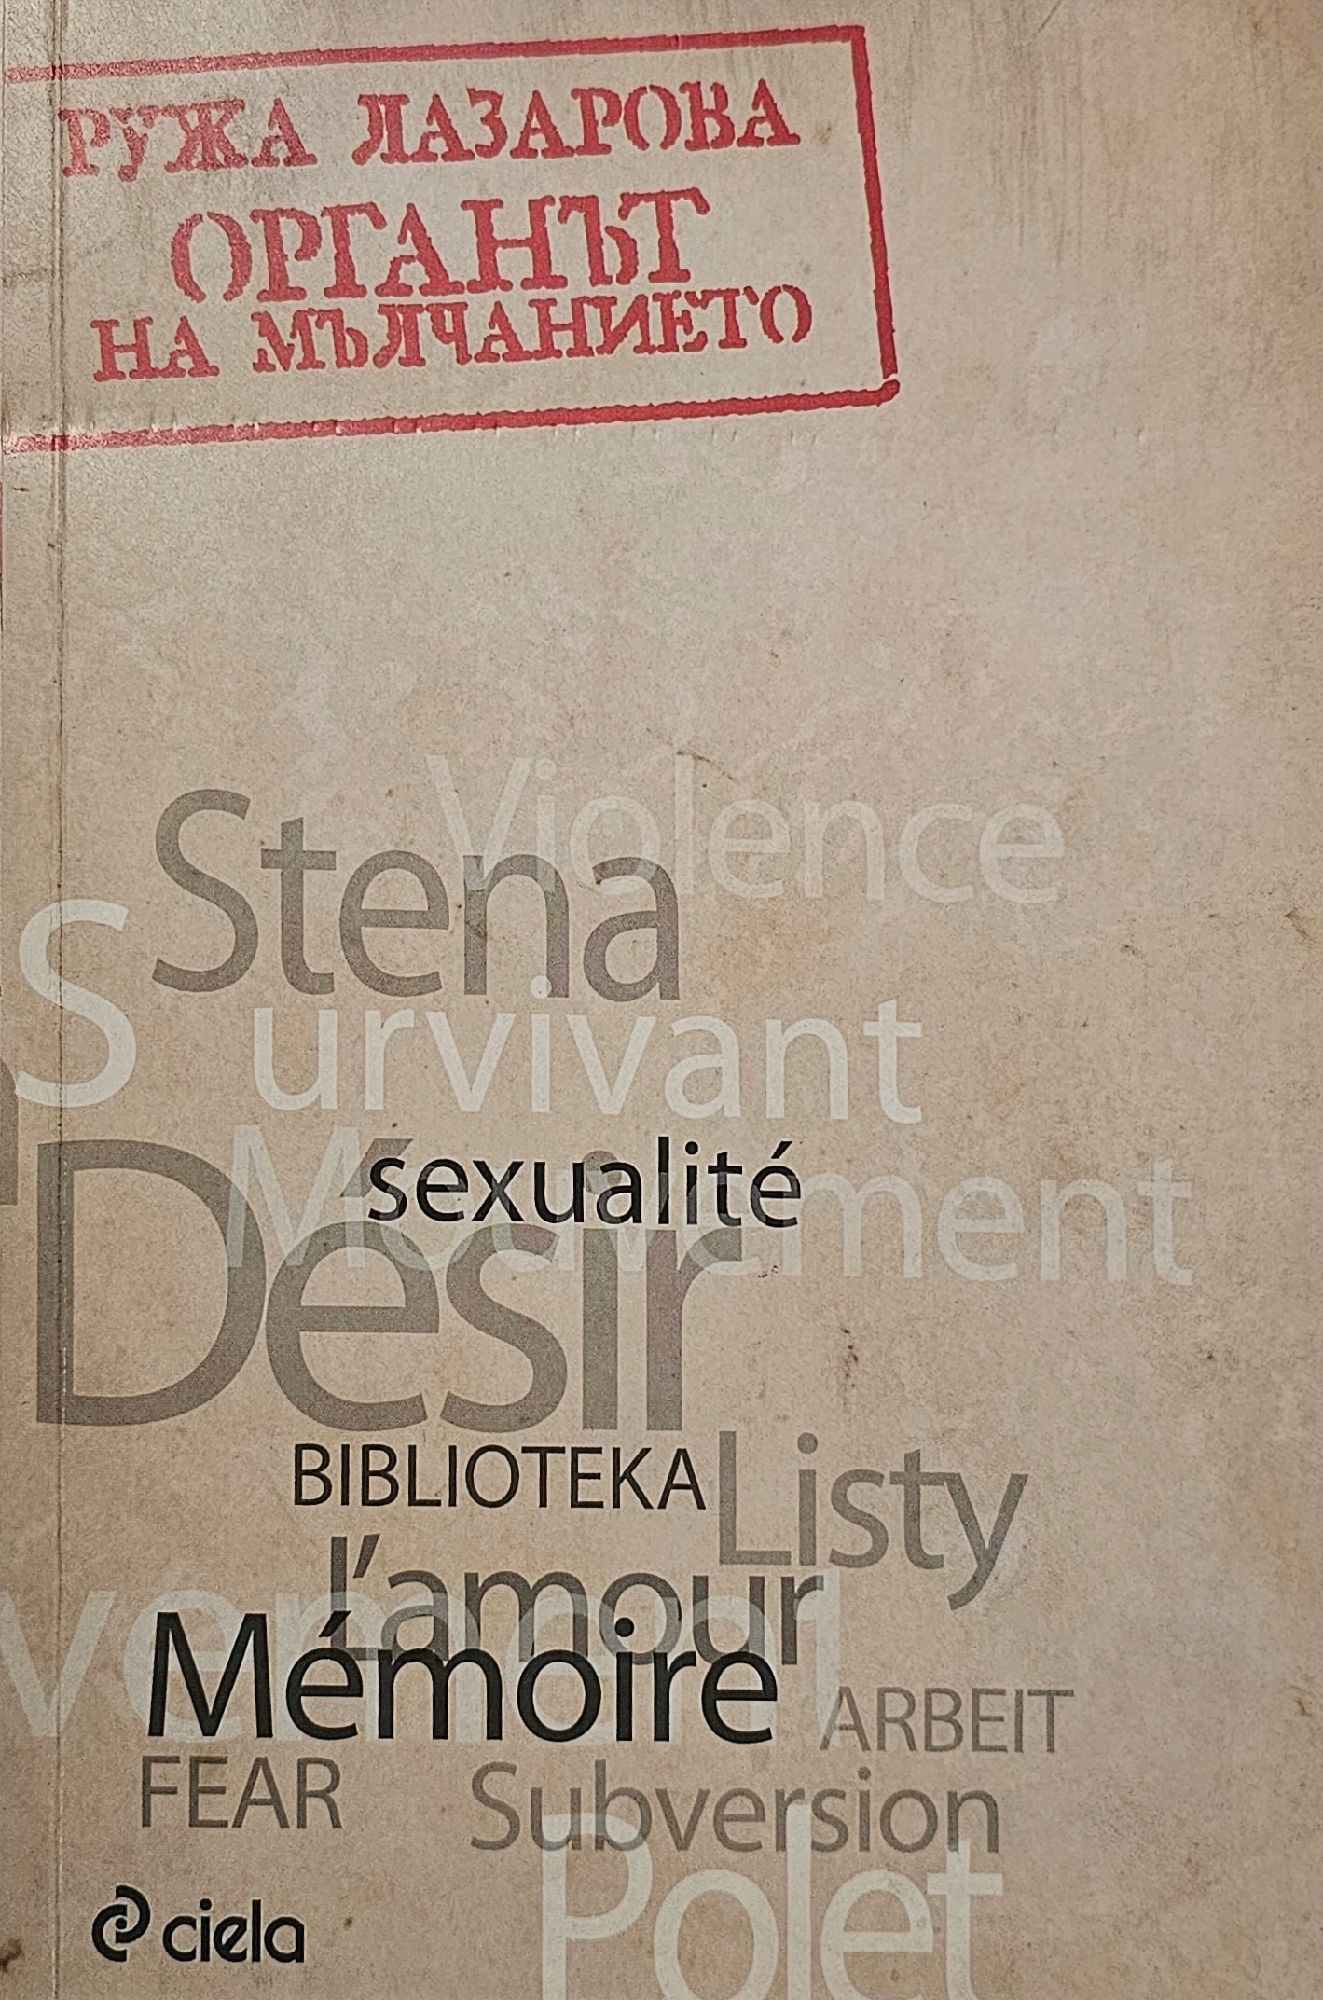 РУЖА ЛАЗАРОВА
ОРГАНЪТ
НА МЪЛЧАНИЕТО
Violence
Stena
Survivant
sexualité
Mouvement
Désir
BIBLIOTEKA
Listy
l'amour
Mémoire
ARBEIT
FEAR
Subversion
Polet
ciela